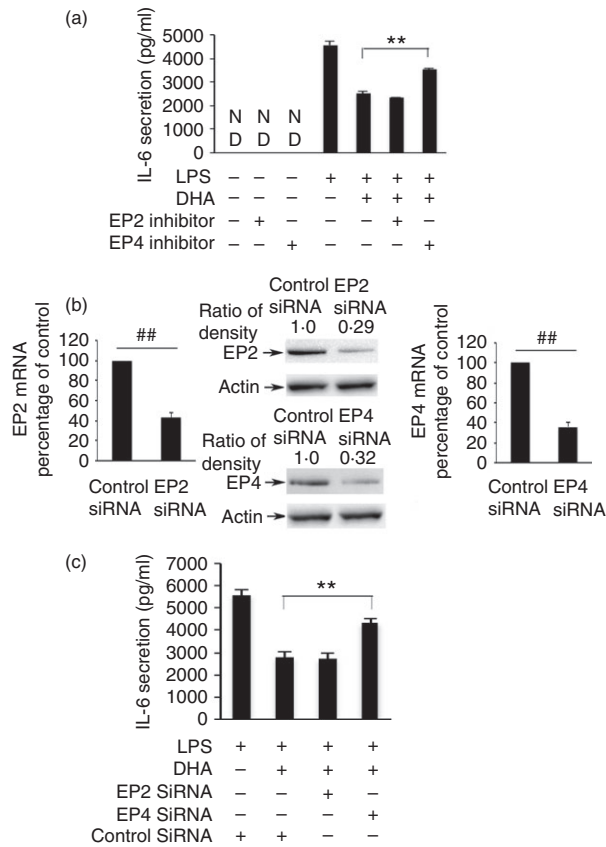 (a)
IL-6 secretion (pg/ml)
6000
5000
4000
3000
2000
1000
0
N N N
D D D
**
LPS – – – + + + +
DHA – – – – + + +
EP2 inhibitor – + – – – + –
EP4 inhibitor – – + – – – +
(b)
EP2 mRNA
percentage of control
120
100
80
60
40
20
0
##
Control EP2
siRNA siRNA
Control EP2
siRNA siRNA
Ratio of
density
1·0 0·29
EP2
Actin
Control EP4
siRNA siRNA
Ratio of
density
1·0 0·32
EP4
Actin
EP4 mRNA
percentage of control
120
100
80
60
40
20
0
##
Control EP4
siRNA siRNA
(c)
IL-6 secretion (pg/ml)
7000
6000
5000
4000
3000
2000
1000
0
**
LPS + + + +
DHA – + + +
EP2 SiRNA – – + –
EP4 SiRNA – – – +
Control SiRNA + + – –